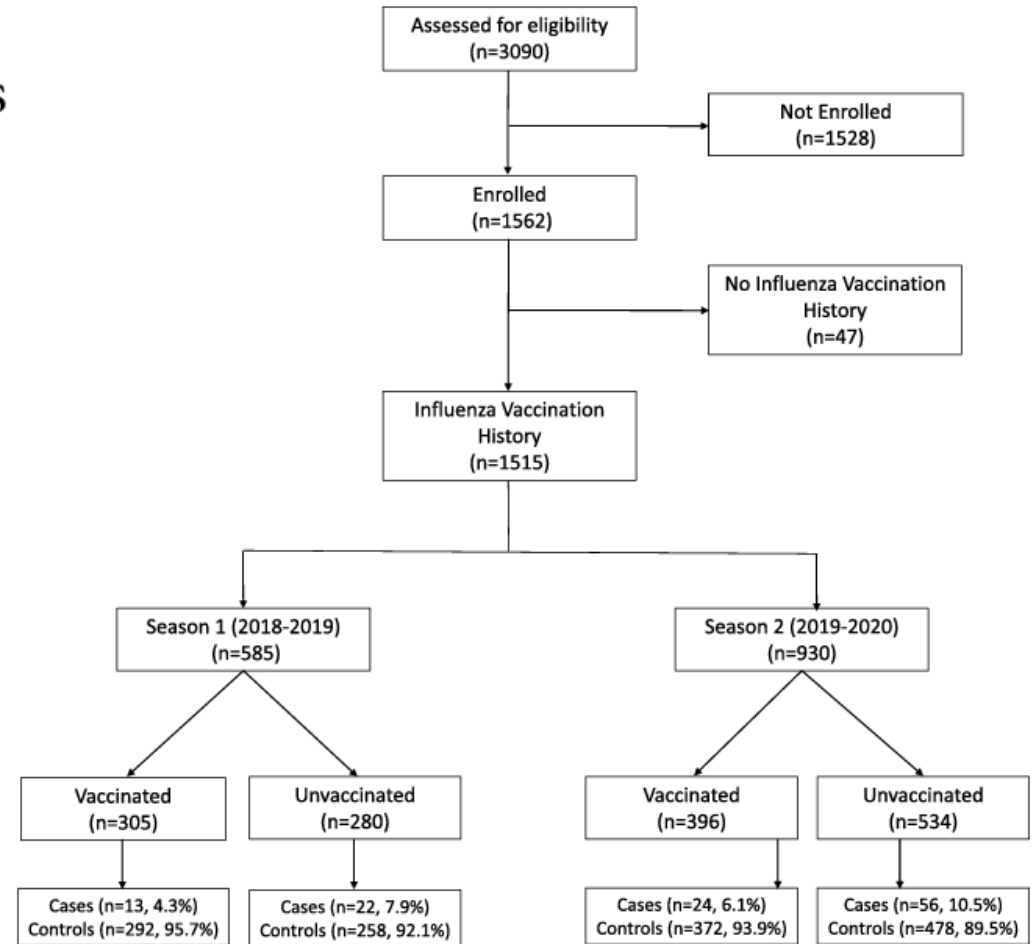 Assessed for eligibility
(n=3090)
s
Not Enrolled
(n=1528)
Enrolled
(n=1562)
No Influenza Vaccination
History
(n=47)
Influenza Vaccination
History
(n=1515)
Season 1 (2018-2019)
(n=585)
Season 2 (2019-2020)
(n=930)
Vaccinated
(n=305)
Unvaccinated
(n=280)
Vaccinated
(n=396)
Unvaccinated
(n=534)
Cases (n=13, 4.3%)
Controls (n=292, 95.7%)
Cases (n=22, 7.9%)
Controls (n=258, 92.1%)
Cases (n=24, 6.1%)
Controls (n=372, 93.9%)
Cases (n=56, 10.5%)
Controls (n=478, 89.5%)